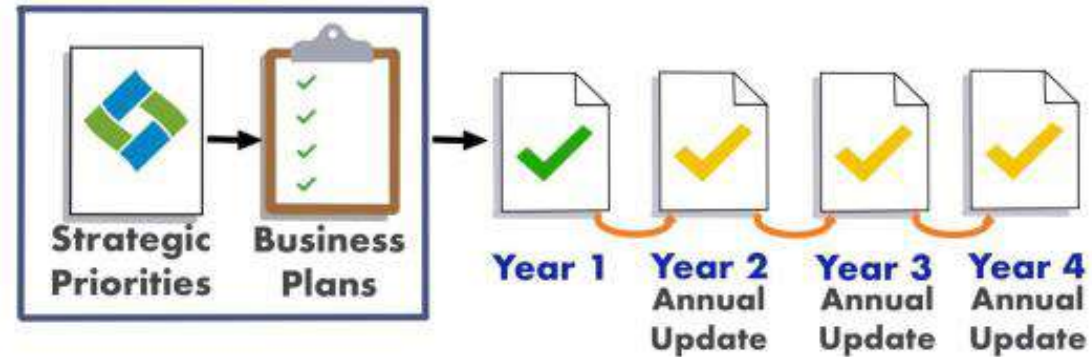 Strategic
Priorities
Business
Plans
Year 1
Year 2
Annual
Update
Year 3
Annual
Update
Year 4
Annual
Update